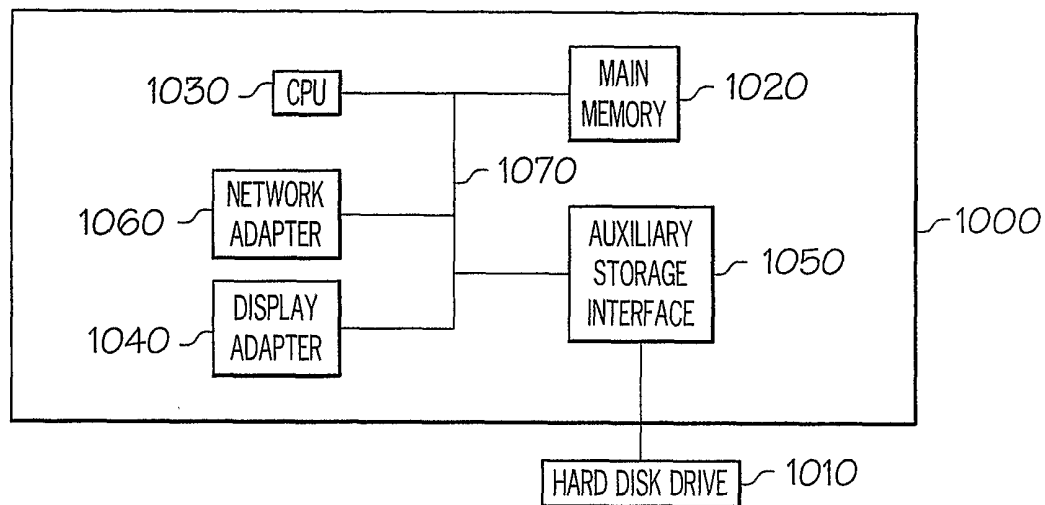 1030 CPU
MAIN
MEMORY 1020
1070
1060 NETWORK
ADAPTER
AUXILIARY
STORAGE
INTERFACE 1050
1000
1040 DISPLAY
ADAPTER
HARD DISK DRIVE 1010